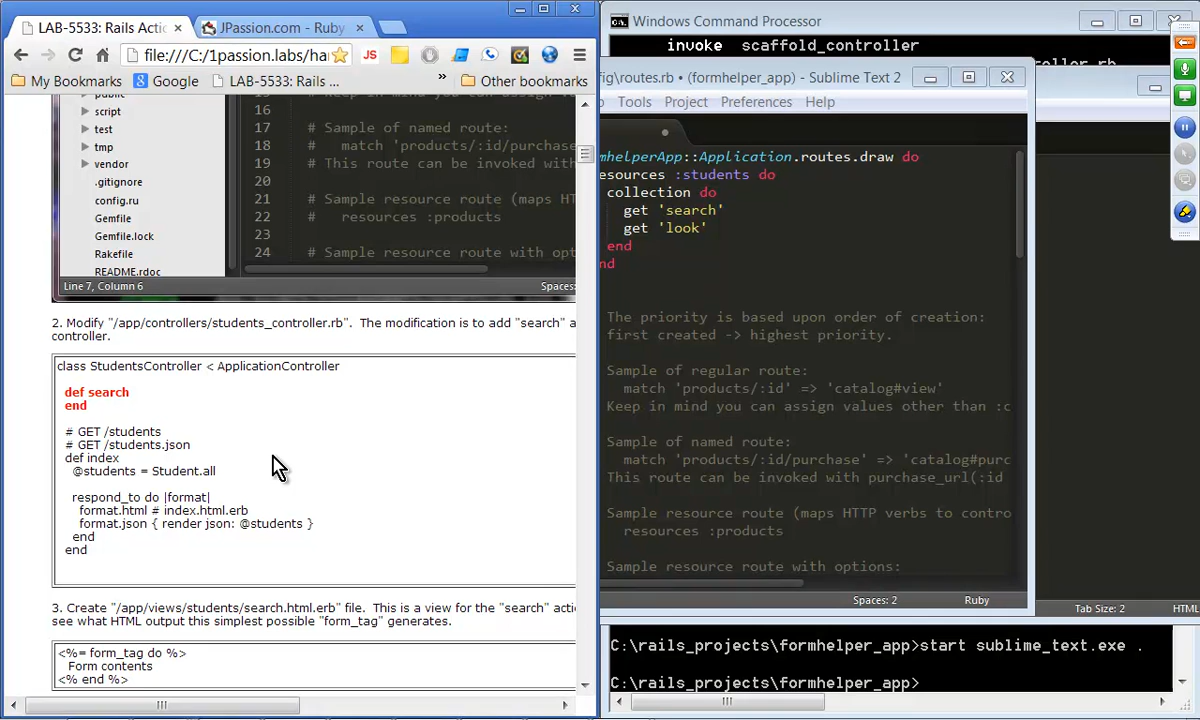 LAB-5533: Rails Actio
JPassion.com - Ruby
file:///C:/1passion.labs/ha
JS
My Bookmarks
Google
LAB-5533: Rails ...
»
Other bookmarks
script
test
tmp
vendor
.gitignore
config.ru
Gemfile
Gemfile.lock
Rakefile
README.rdoc
16
17 # Sample of named route:
18 # match 'products/:id/purchase
19 # This route can be invoked with
20
21 # Sample resource route (maps HT
22 # resources :products
23
24 # Sample resource route with opt
Line 7, Column 6
Spaces:
2. Modify "/app/controllers/students_controller.rb". The modification is to add "search" a
controller.
class StudentsController < ApplicationController
def search
end
# GET /students
# GET /students.json
def index
@students = Student.all
respond_to do |format|
format.html # index.html.erb
format.json { render json: @students }
end
end
3. Create "/app/views/students/search.html.erb" file. This is a view for the "search" acti
see what HTML output this simplest possible "form_tag" generates.
<%= form_tag do %>
Form contents
<% end %>
Windows Command Processor
invoke scaffold_controller
fig\routes.rb • (formhelper_app) - Sublime Text 2
Tools Project Preferences Help
rmhelperApp::Application.routes.draw do
esources :students do
collection do
get 'search'
get 'look'
end
nd
The priority is based upon order of creation:
first created -> highest priority.
Sample of regular route:
match 'products/:id' => 'catalog#view'
Keep in mind you can assign values other than :c
Sample of named route:
match 'products/:id/purchase' => 'catalog#purc
This route can be invoked with purchase_url(:id
Sample resource route (maps HTTP verbs to contro
resources :products
Sample resource route with options:
Spaces: 2
Ruby
Tab Size: 2
HTML
C:\rails_projects\formhelper_app>start sublime_text.exe .
C:\rails_projects\formhelper_app>